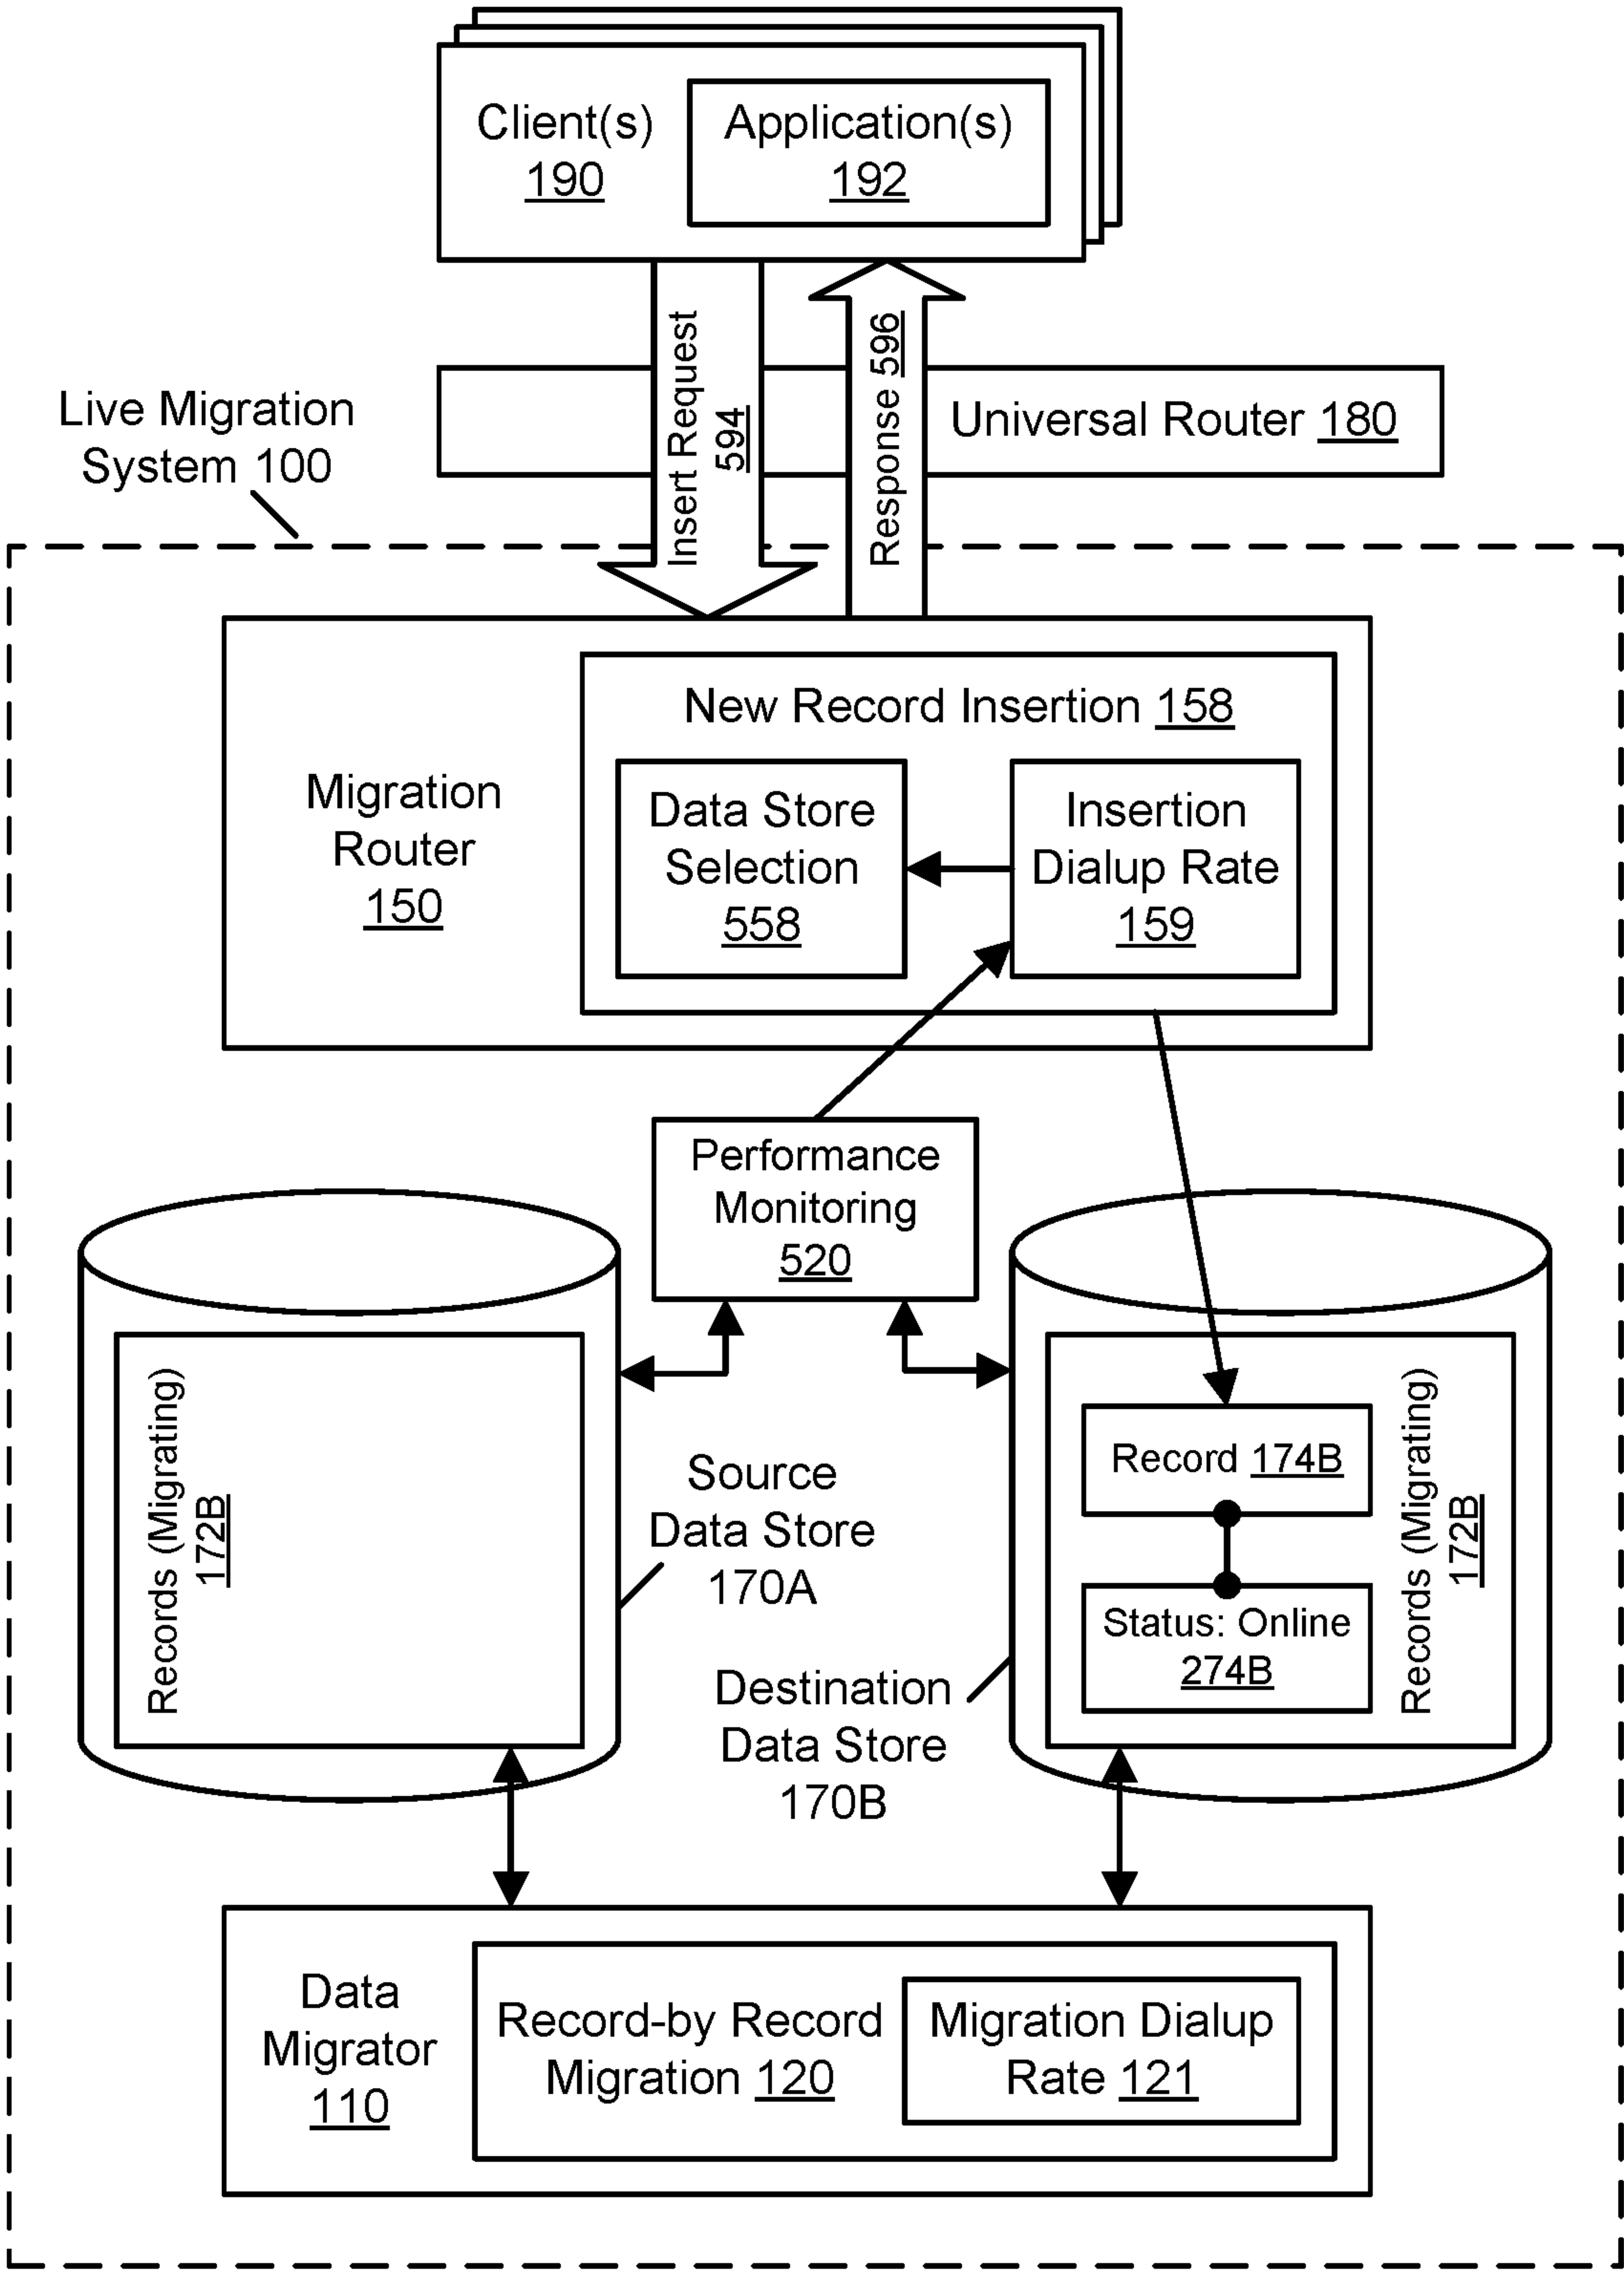 Client(s)
190
Application(s)
192
Insert Request
594
Response 596
Universal Router 180
Live Migration
System 100
New Record Insertion 158
Migration
Router
150
Data Store
Selection
558
Insertion
Dialup Rate
159
Performance
Monitoring
520
Records (Migrating)
172B
Source
Data Store
170A
Record 174B
Status: Online
274B
Records (Migrating)
172B
Destination
Data Store
170B
Data
Migrator
110
Record-by Record
Migration 120
Migration Dialup
Rate 121